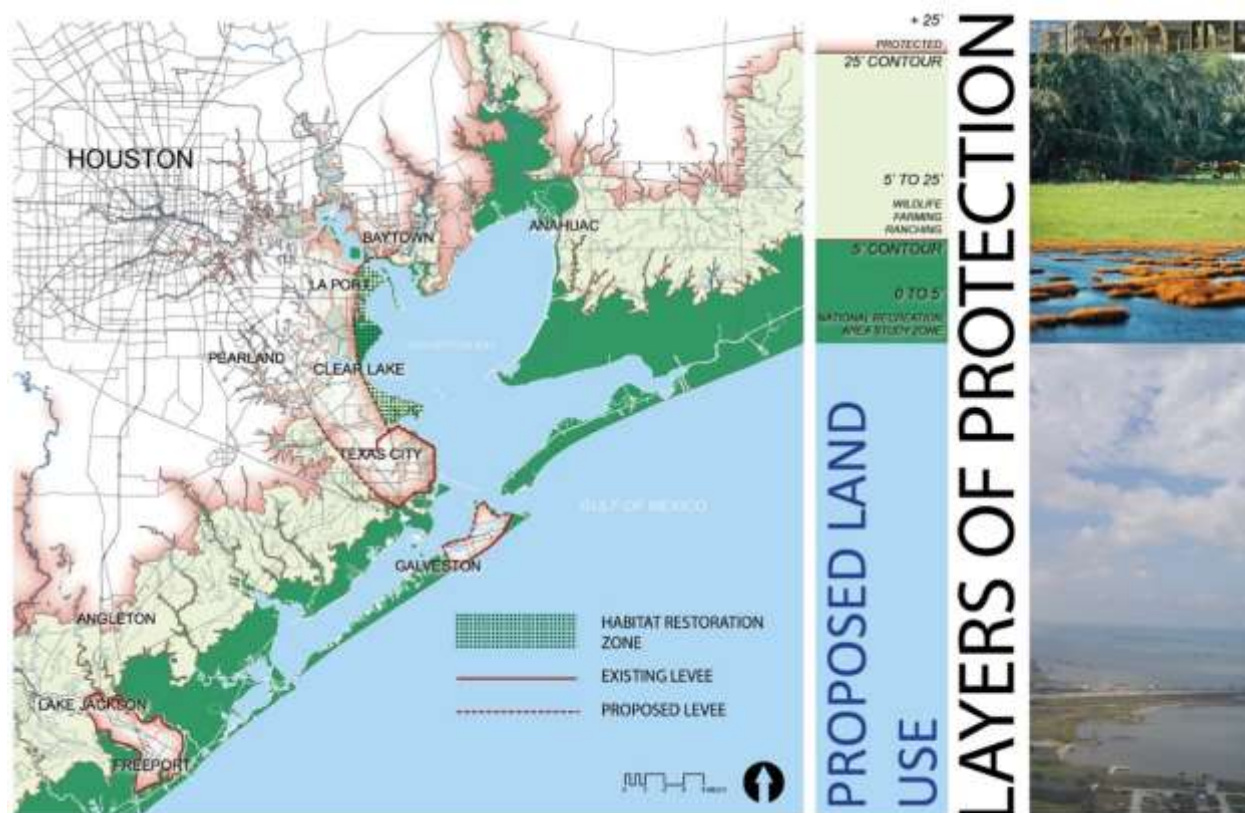 HOUSTON
BAYTOWN
ANAHUAC
LA PORTE
PEARLAND
CLEAR LAKE
TEXAS CITY
GULF OF MEXICO
GALVESTON
ANGLETON
LAKE JACKSON
FREEPORT
HABITAT RESTORATION
ZONE
EXISTING LEVEE
PROPOSED LEVEE
+ 25'
PROTECTED
25' CONTOUR
5' TO 25'
WILDLIFE
FARMING
RANCHING
5' CONTOUR
0 TO 5'
NATIONAL RECREATION
AREA STUDY ZONE
PROPOSED LAND
USE
LAYERS OF PROTECTION